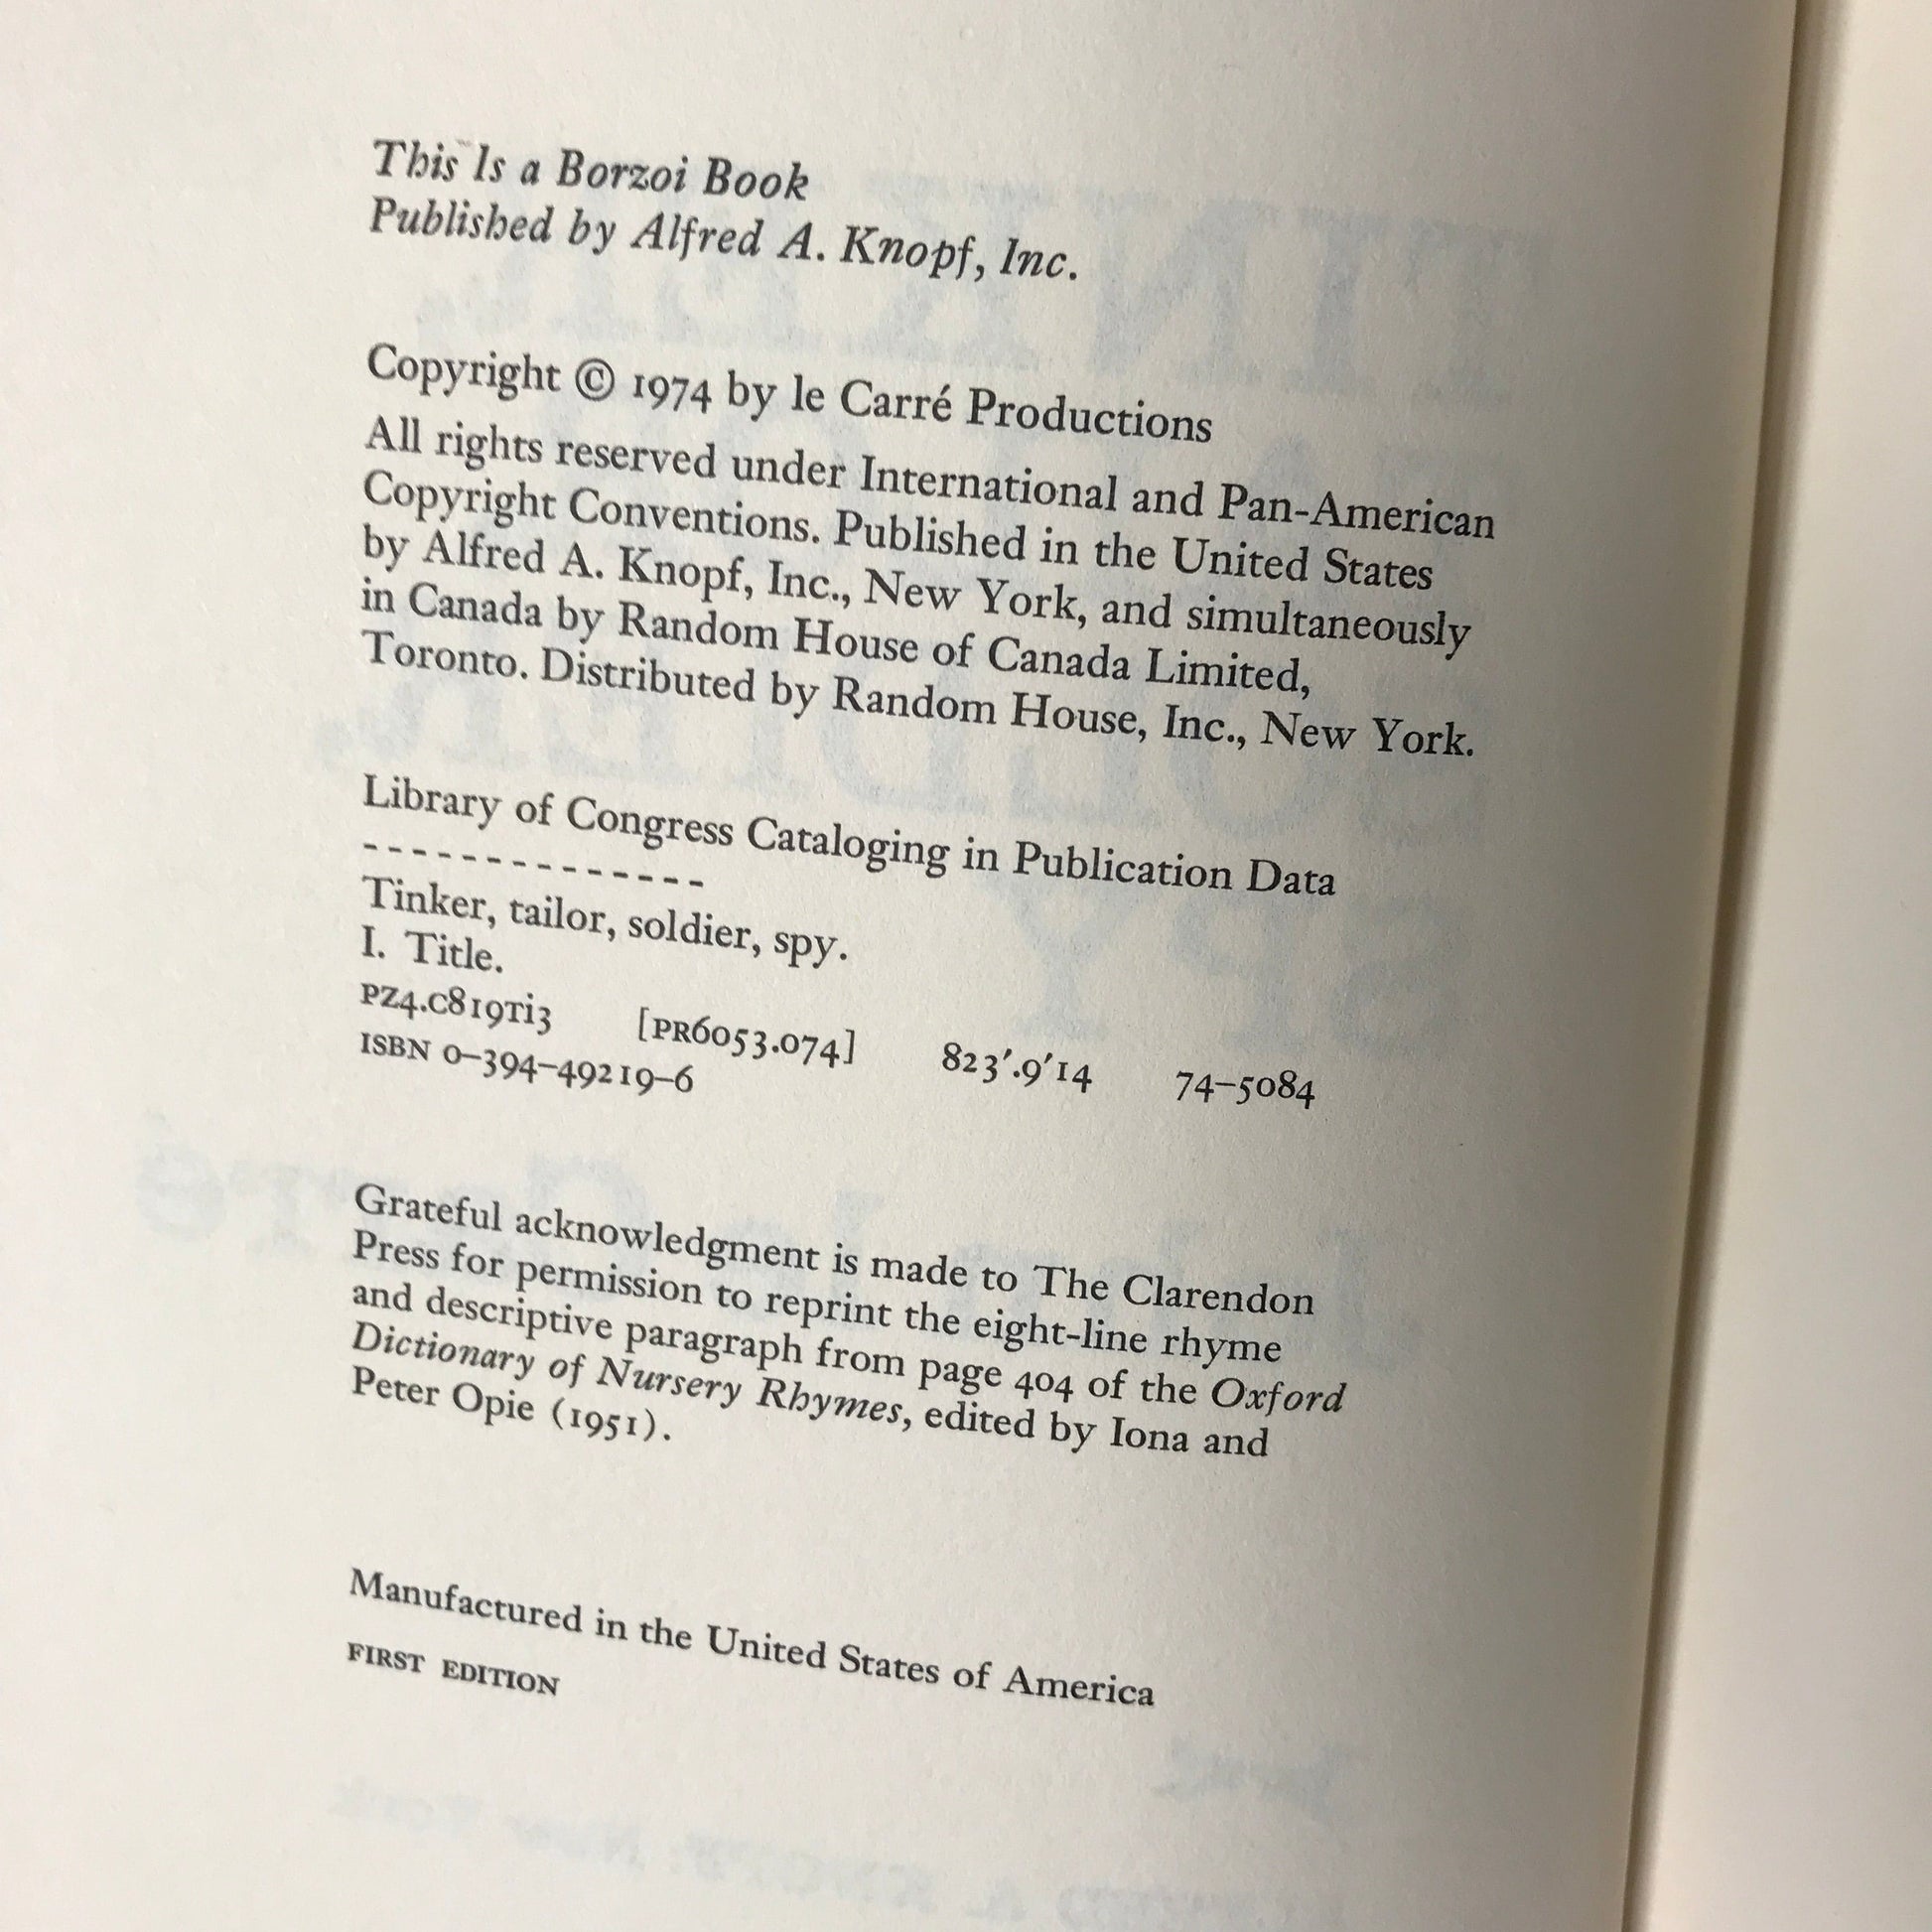 This Is a Borzoi Book
Published by Alfred A. Knopf, Inc.
Copyright © 1974 by le Carré Productions
All rights reserved under International and Pan-American
Copyright Conventions. Published in the United States
by Alfred A. Knopf, Inc., New York, and simultaneously
in Canada by Random House of Canada Limited,
Toronto. Distributed by Random House, Inc., New York.
Library of Congress Cataloging in Publication Data
- - - - - - - - - - - - - -
Tinker, tailor, soldier, spy.
I. Title.
PZ4.C819Ti3 [PR6053.074] 823'.9'14 74–5084
ISBN 0–394–49219–6
Grateful acknowledgment is made to The Clarendon
Press for permission to reprint the eight-line rhyme
and descriptive paragraph from page 404 of the Oxford
Dictionary of Nursery Rhymes, edited by Iona and
Peter Opie (1951).
Manufactured in the United States of America
FIRST EDITION